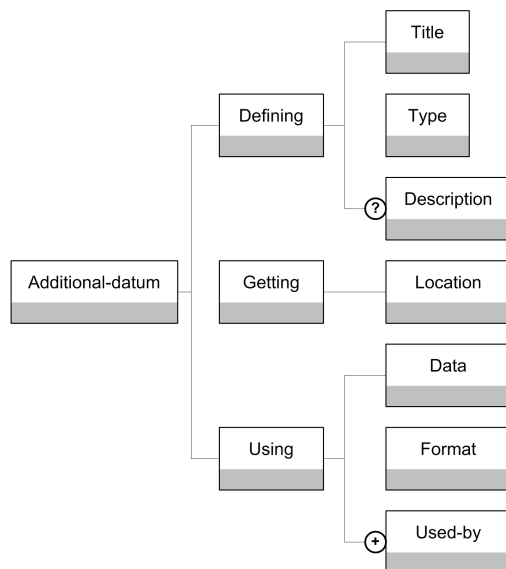 Title
Defining
Type
?
Description
Additional-datum
Getting
Location
Data
Using
Format
+
Used-by